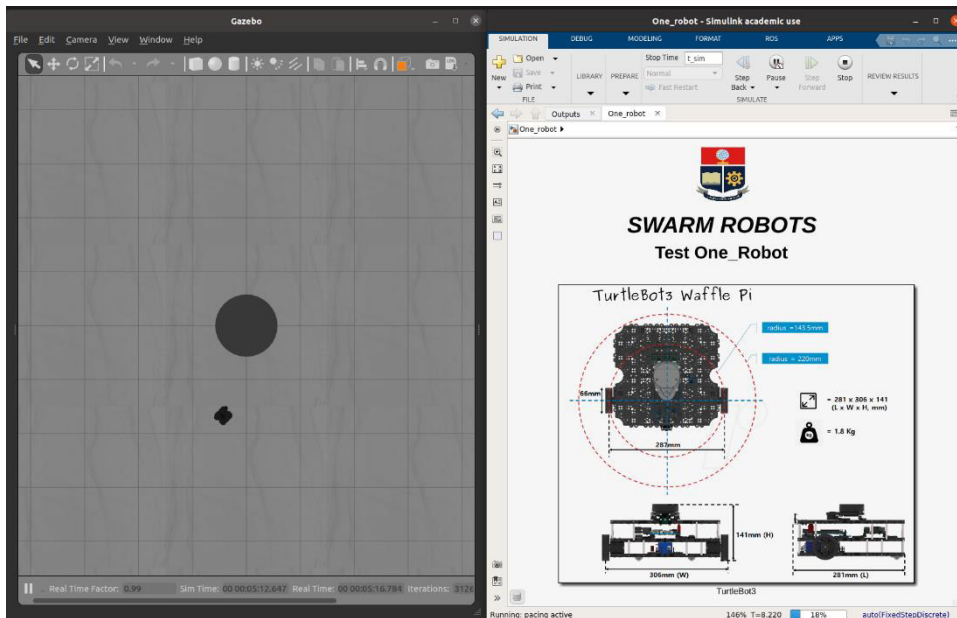 Gazebo
File Edit Camera View Window Help
Real Time Factor: 0.99 Sim Time: 00 00:05:12.647 Real Time: 00 00:05:16.784 Iterations: 3126
One_robot - Simulink academic use
SIMULATION DEBUG MODELING FORMAT ROS APPS
New
Open
Save
Print
FILE
LIBRARY
PREPARE
Stop Time t_sim
Normal
Fast Restart
Step Back
Pause
Step Forward
Stop
SIMULATE
REVIEW RESULTS
Outputs One_robot
One_robot
SWARM ROBOTS
Test One_Robot
TurtleBot3 Waffle Pi
radius =143.5mm
radius = 220mm
66mm
287mm
= 281 x 306 x 141
(L x W x H, mm)
= 1.8 Kg
141mm (H)
306mm (W)
281mm (L)
TurtleBot3
Running: pacing active 146% T=8.220 18% auto(FixedStepDiscrete)